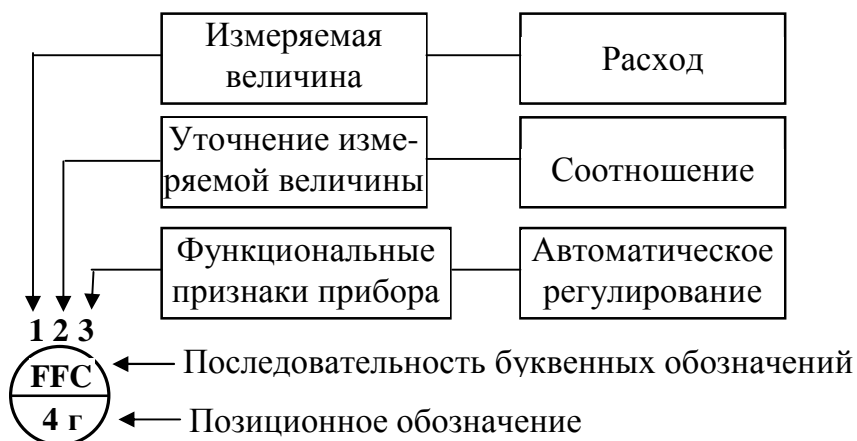 Измеряемая
величина
Расход
Уточнение изме-
ряемой величины
Соотношение
Функциональные
признаки прибора
Автоматическое
регулирование
1 2 3
FFC
Последовательность буквенных обозначений
4 г
Позиционное обозначение